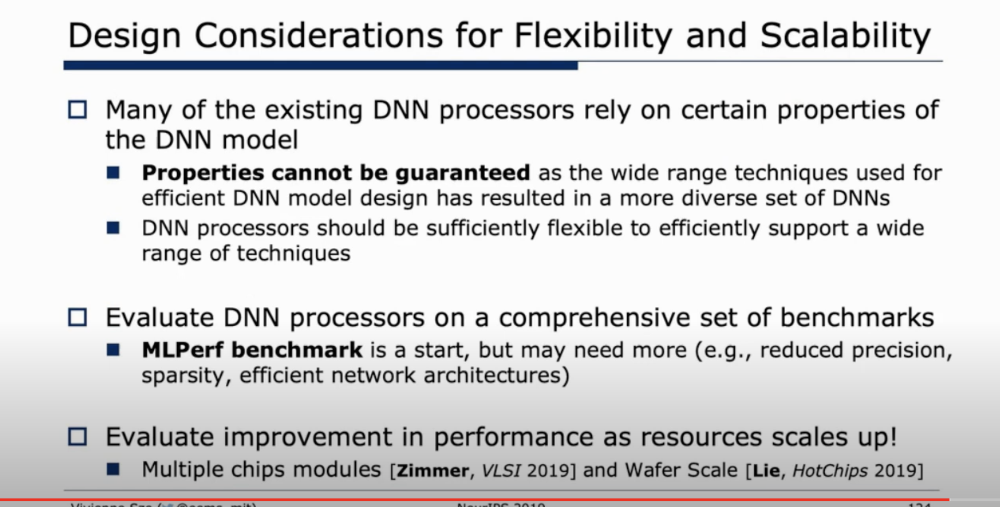 Design Considerations for Flexibility and Scalability
Many of the existing DNN processors rely on certain properties of
the DNN model
Properties cannot be guaranteed as the wide range techniques used for
efficient DNN model design has resulted in a more diverse set of DNNs
DNN processors should be sufficiently flexible to efficiently support a wide
range of techniques
Evaluate DNN processors on a comprehensive set of benchmarks
MLPerf benchmark is a start, but may need more (e.g., reduced precision,
sparsity, efficient network architectures)
Evaluate improvement in performance as resources scales up!
Multiple chips modules [Zimmer, VLSI 2019] and Wafer Scale [Lie, HotChips 2019]
Vivienne Sze NeurIPS 2019